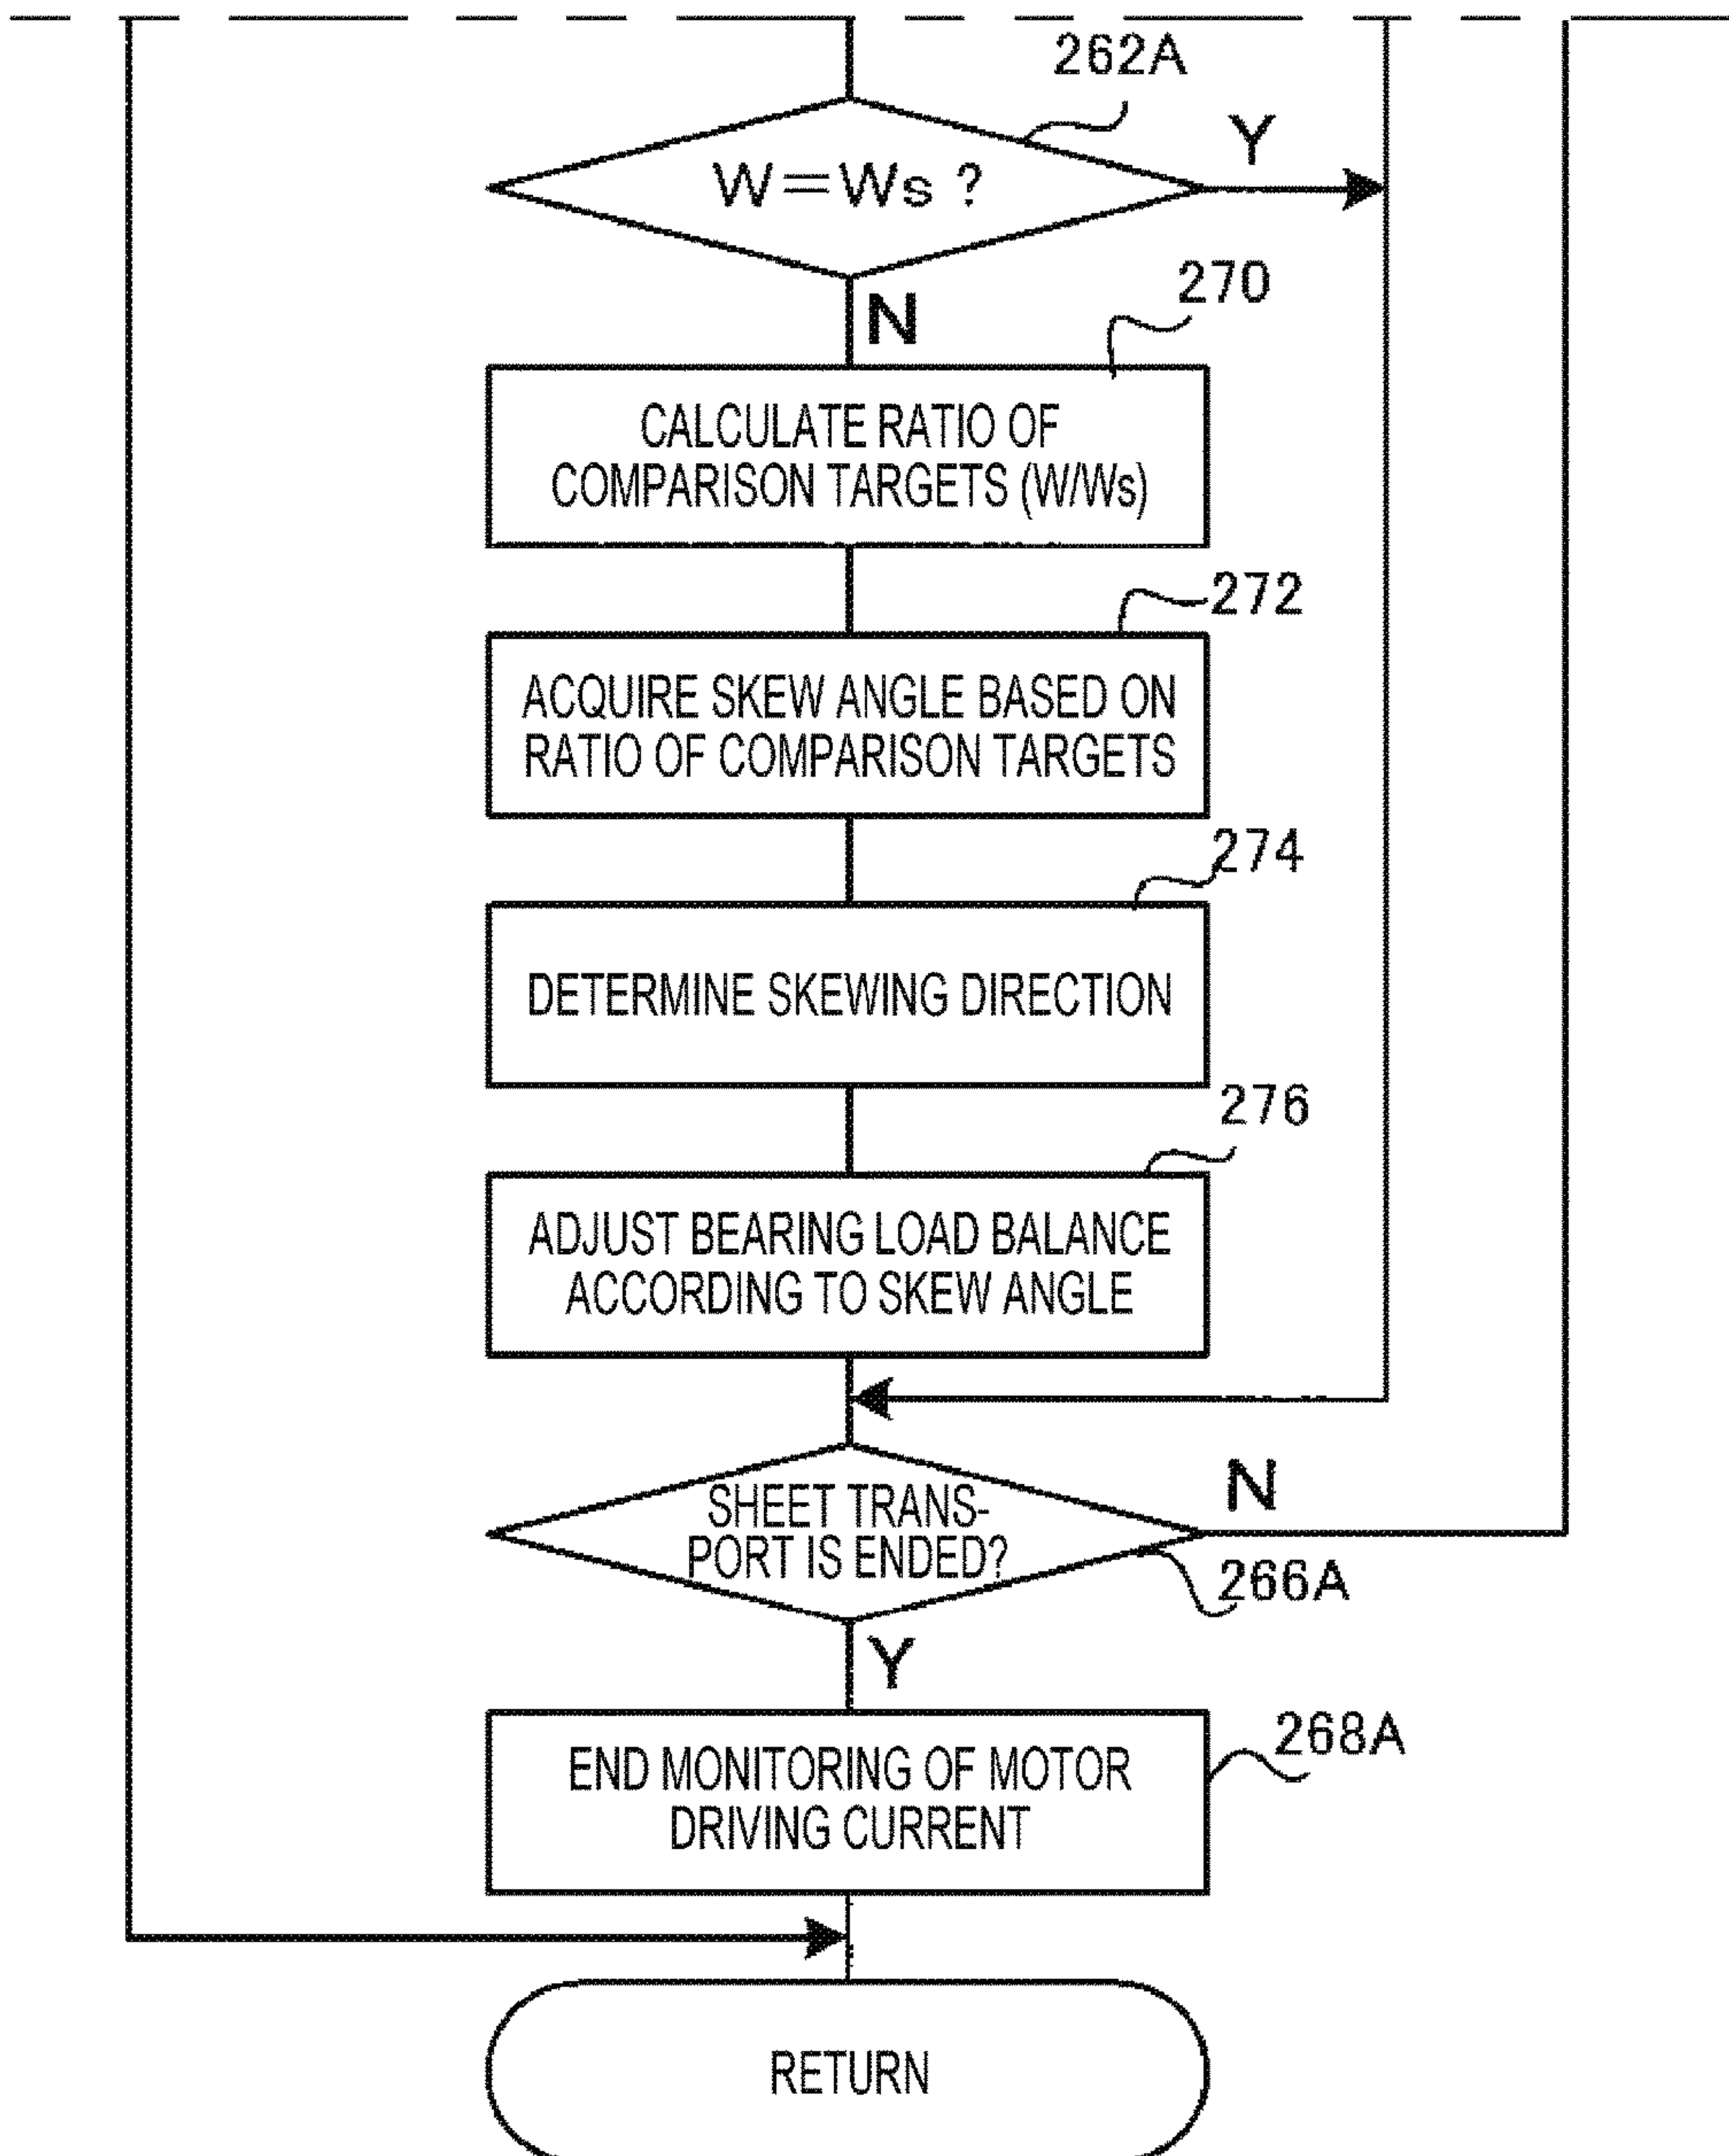 262A
Y
W=Ws ?
N
270
CALCULATE RATIO OF
COMPARISON TARGETS (W/Ws)
272
ACQUIRE SKEW ANGLE BASED ON
RATIO OF COMPARISON TARGETS
274
DETERMINE SKEWING DIRECTION
276
ADJUST BEARING LOAD BALANCE
ACCORDING TO SKEW ANGLE
N
SHEET TRANS-
PORT IS ENDED?
266A
Y
268A
END MONITORING OF MOTOR
DRIVING CURRENT
RETURN